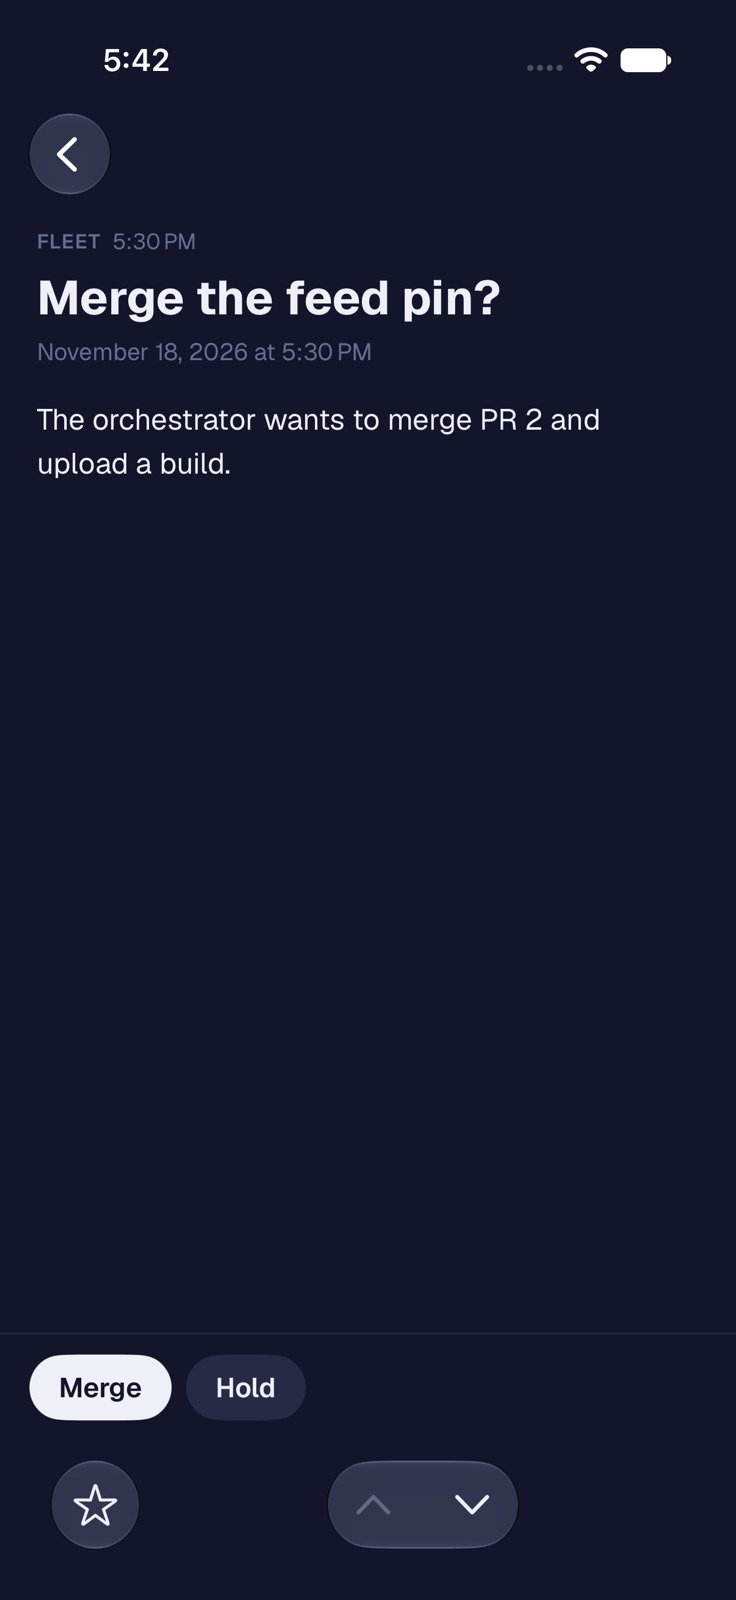 5:42
FLEET 5:30 PM
Merge the feed pin?
November 18, 2026 at 5:30 PM
The orchestrator wants to merge PR 2 and
upload a build.
Merge Hold